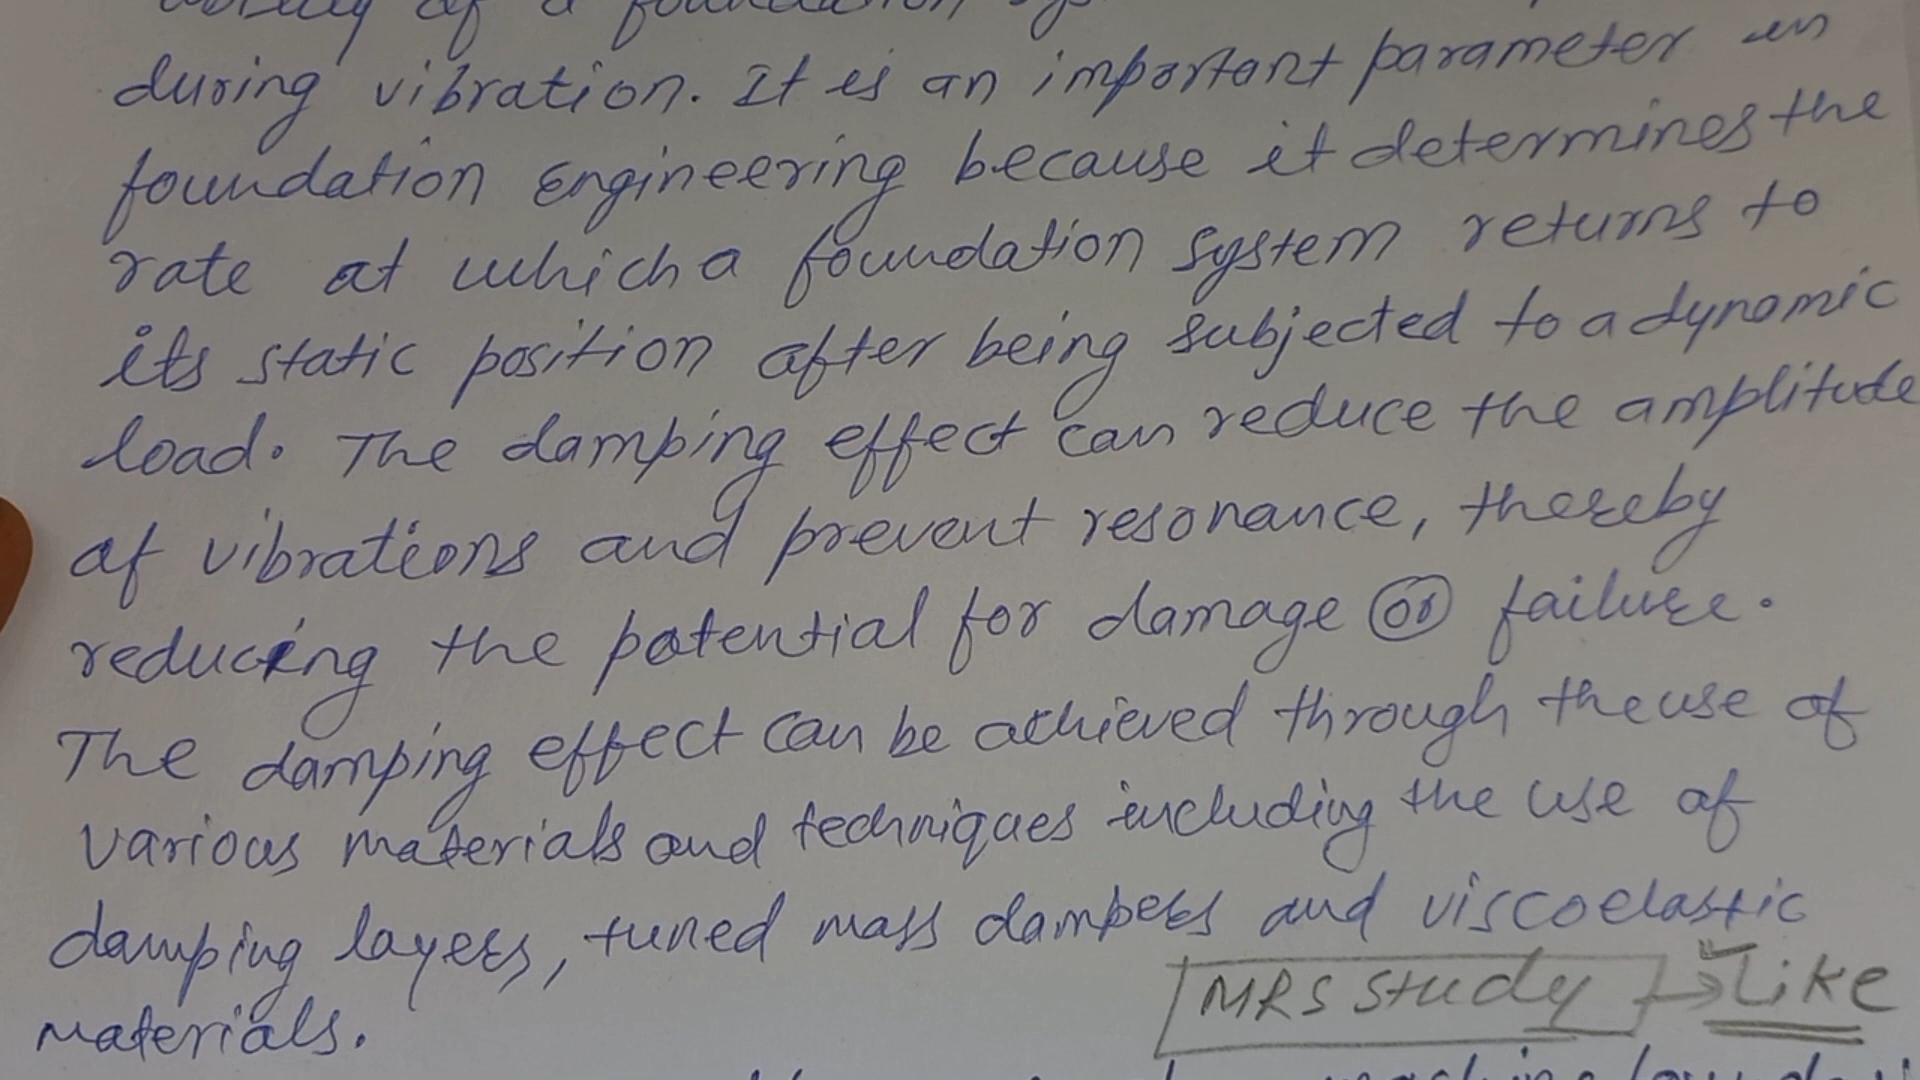 of a foundation
during vibration. It is an important parameter in
foundation Engineering because it determines the
rate at which a foundation system returns to
its static position after being subjected to a dynamic
load. The damping effect can reduce the amplitude
of vibrations and prevent resonance, thereby
reducing the potential for damage or failure.
The damping effect can be achieved through the use of
various materials and techniques including the use of
damping layers, tuned mass dampers and viscoelastic
materials.
MRS Study → Like